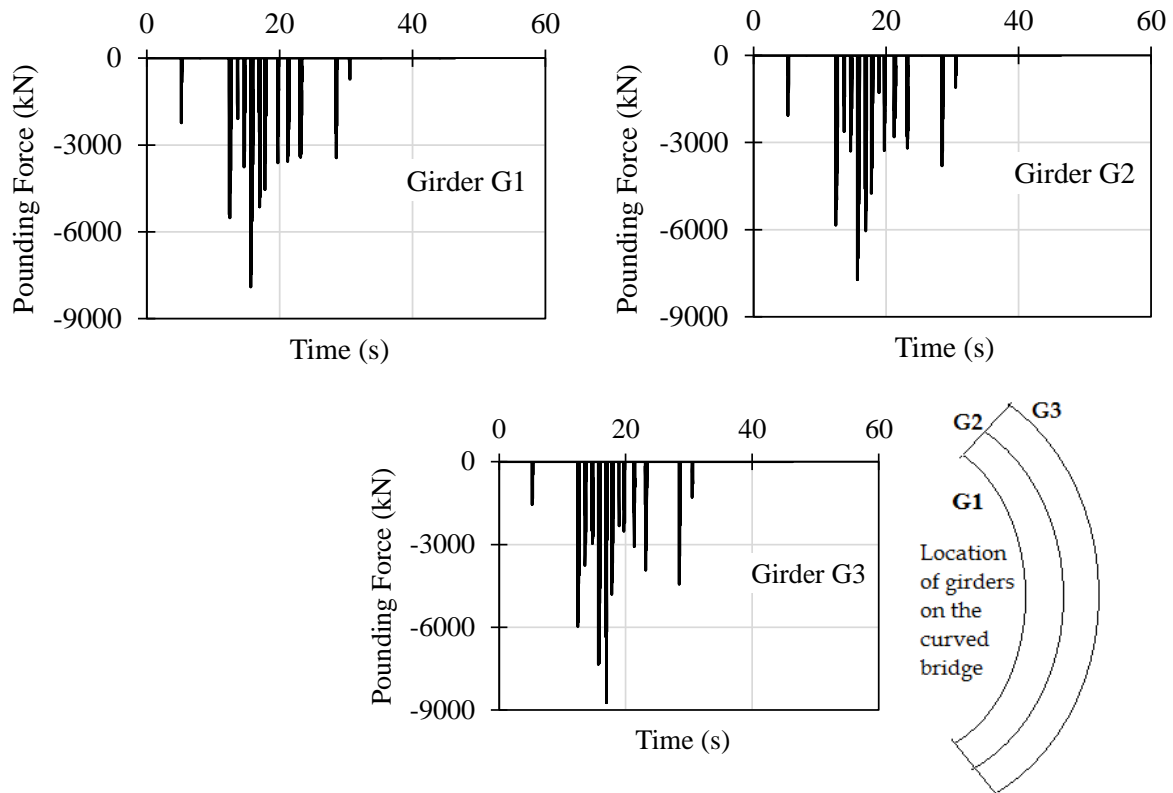 0 20 40 60
0
-3000
-6000
-9000
Pounding Force (kN)
Girder G1
Time (s)
0 20 40 60
0
-3000
-6000
-9000
Pounding Force (kN)
Girder G2
Time (s)
0 20 40 60
0
-3000
-6000
-9000
Pounding Force (kN)
Girder G3
Time (s)
G3
G2
G1
Location
of girders
on the
curved
bridge